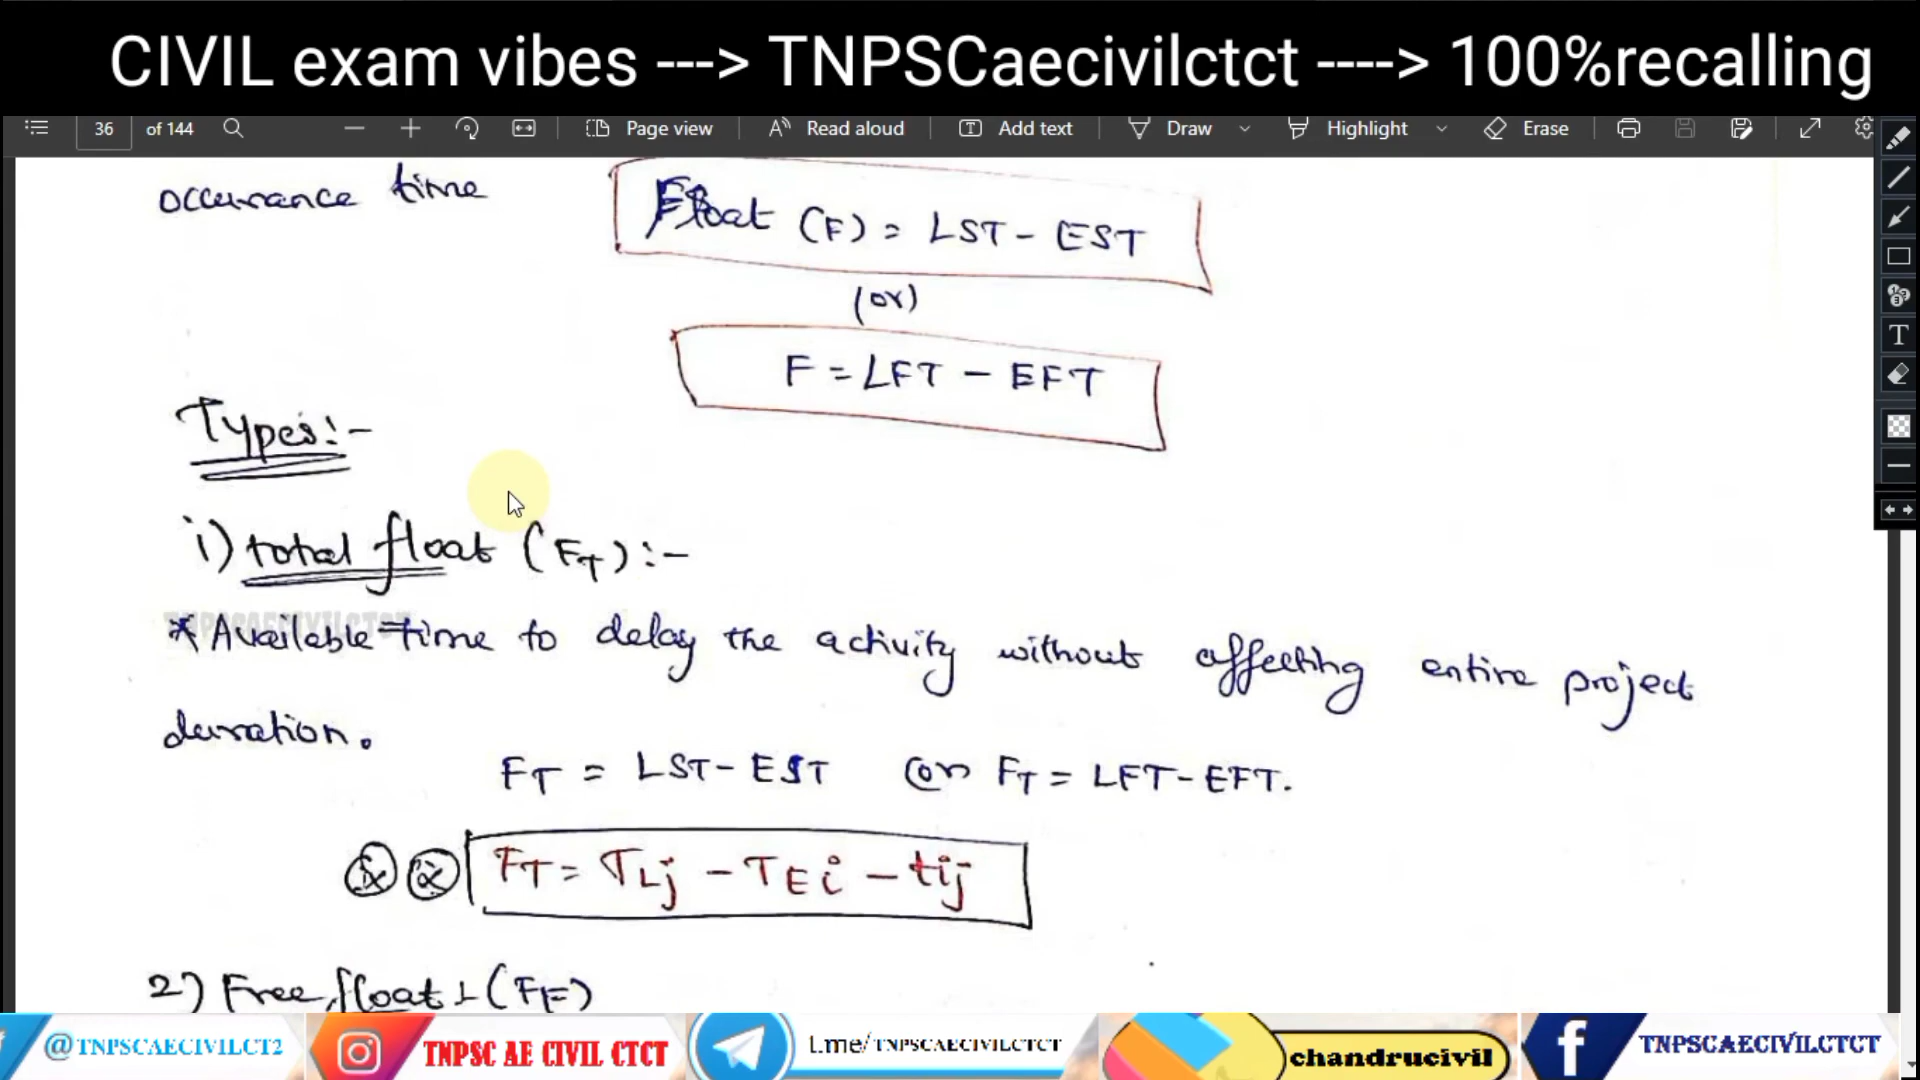 CIVIL exam vibes ---> TNPSCaecivilctct ----> 100%recalling
36 of 144 Page view Read aloud Add text Draw Highlight Erase
occurance time
Float (F) = LST - EST
(or)
F = LFT - EFT
Types:-
i) total float (FT):-
TNPSCAECIVILCTCT
* Available time to delay the activity without affecting entire project
duration.
FT = LST - EST (or) FT = LFT - EFT.
FT = TLj - TEi - tij
2) Free float :- (FF)
@TNPSCAECIVILCT2 TNPSC AE CIVIL CTCT t.me/TNPSCAECIVILCTCT chandrucivil TNPSCAECIVILCTCT